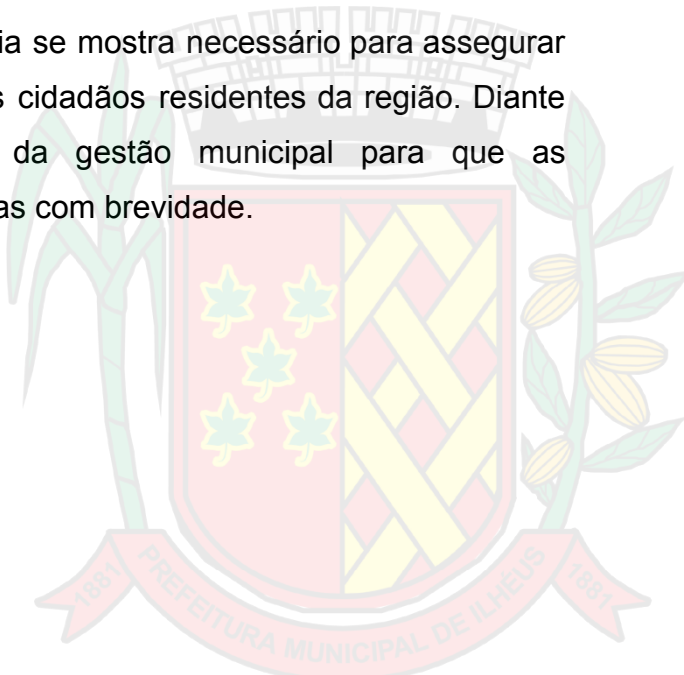 ia se mostra necessário para assegurar
s cidadãos residentes da região. Diante
da gestão municipal para que as
as com brevidade.
1881 PREFEITURA MUNICIPAL DE ILHÉUS 1881